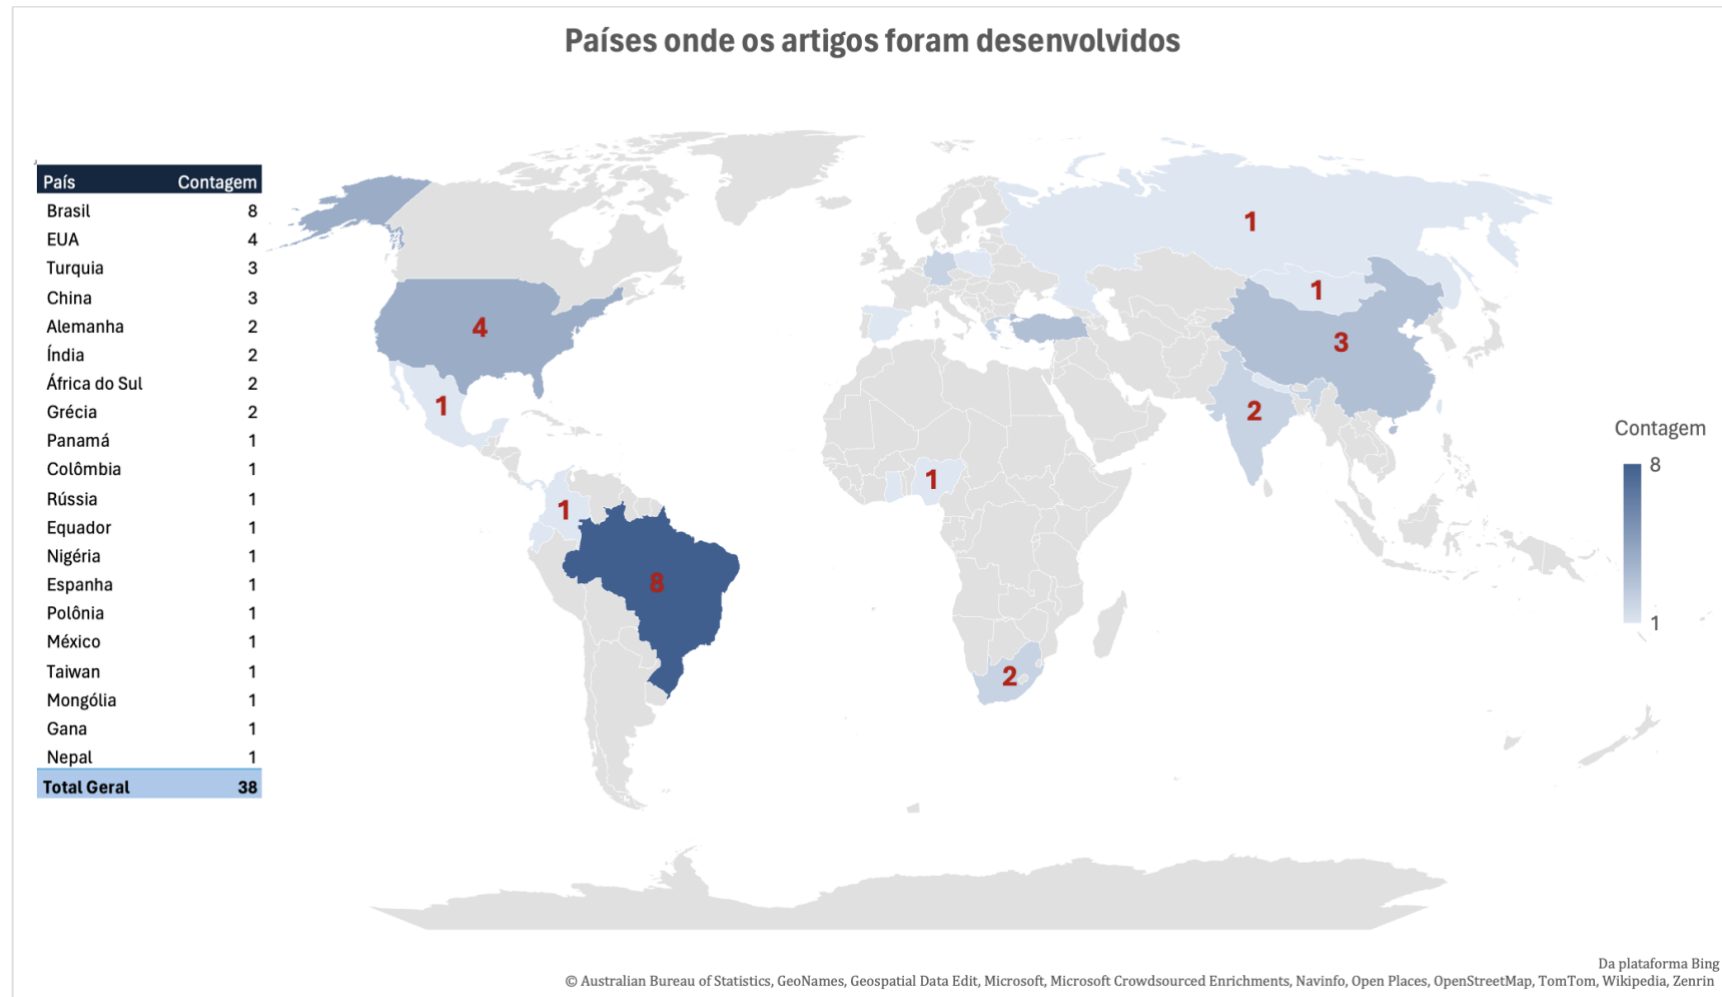 Países onde os artigos foram desenvolvidos
País Contagem
Brasil 8
EUA 4
Turquia 3
China 3
Alemanha 2
Índia 2
África do Sul 2
Grécia 2
Panamá 1
Colômbia 1
Rússia 1
Equador 1
Nigéria 1
Espanha 1
Polônia 1
México 1
Taiwan 1
Mongólia 1
Gana 1
Nepal 1
Total Geral 38
1
1
4
3
1
2
1
1
8
2
Contagem
8
1
Da plataforma Bing
© Australian Bureau of Statistics, GeoNames, Geospatial Data Edit, Microsoft, Microsoft Crowdsourced Enrichments, Navinfo, Open Places, OpenStreetMap, TomTom, Wikipedia, Zenrin